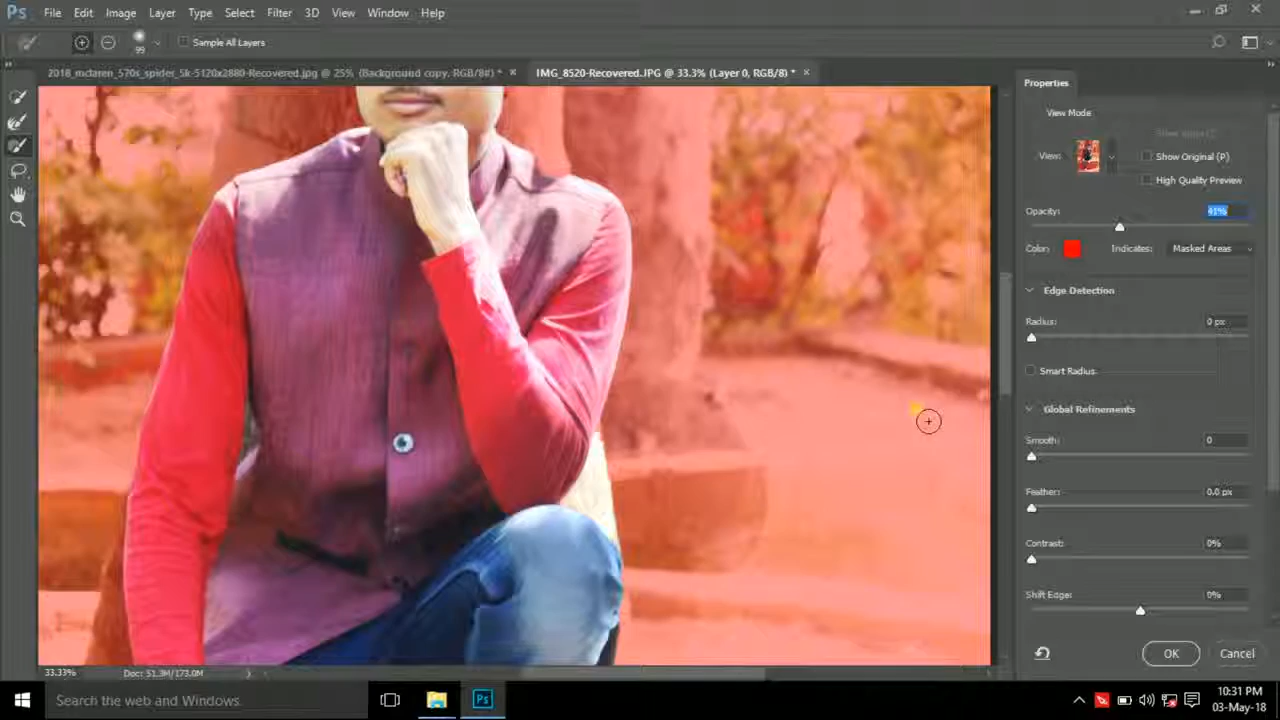 Ps File Edit Image Layer Type Select Filter 3D View Window Help
99 Sample All Layers
2018_mclaren_570s_spider_5k-5120x2880-Recovered.jpg @ 25% (Background copy, RGB/8#) * × IMG_8520-Recovered.JPG @ 33.3% (Layer 0, RGB/8) * ×
Properties
View Mode
View: Show Original (P)
High Quality Preview
Opacity: 41%
Color: Indicates: Masked Areas
Edge Detection
Radius: 0 px
Smart Radius
Global Refinements
Smooth: 0
Feather: 0.0 px
Contrast: 0%
Shift Edge: 0%
OK Cancel
33.33% Doc: 51.3M/173.0M
Search the web and Windows. Ps 10:31 PM
03-May-18